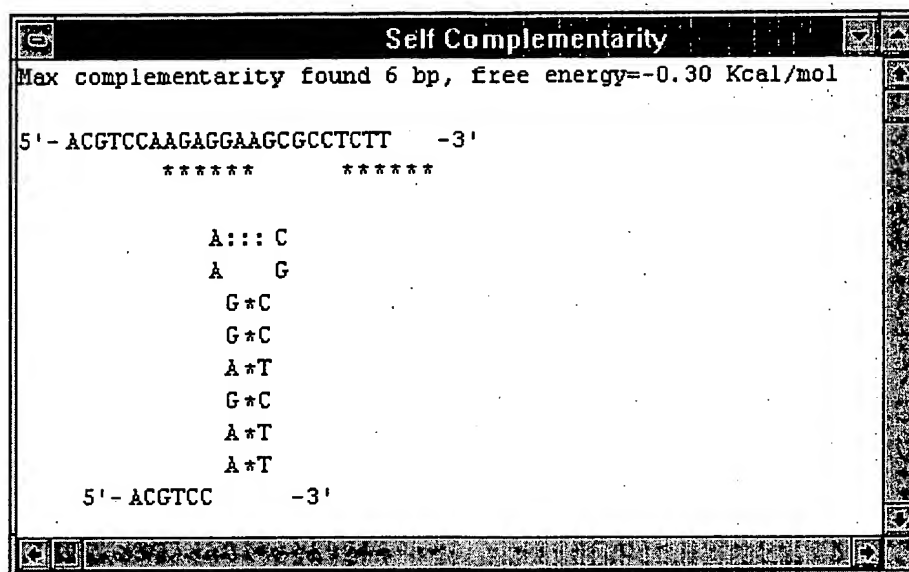 Self Complementarity
Max complementarity found 6 bp, free energy=-0.30 Kcal/mol
5'-ACGTCCAAGAGGAAGCGCCTCTT -3'
****** ******
A::: C
A G
G*C
G*C
A*T
G*C
A*T
A*T
5'-ACGTCC -3'